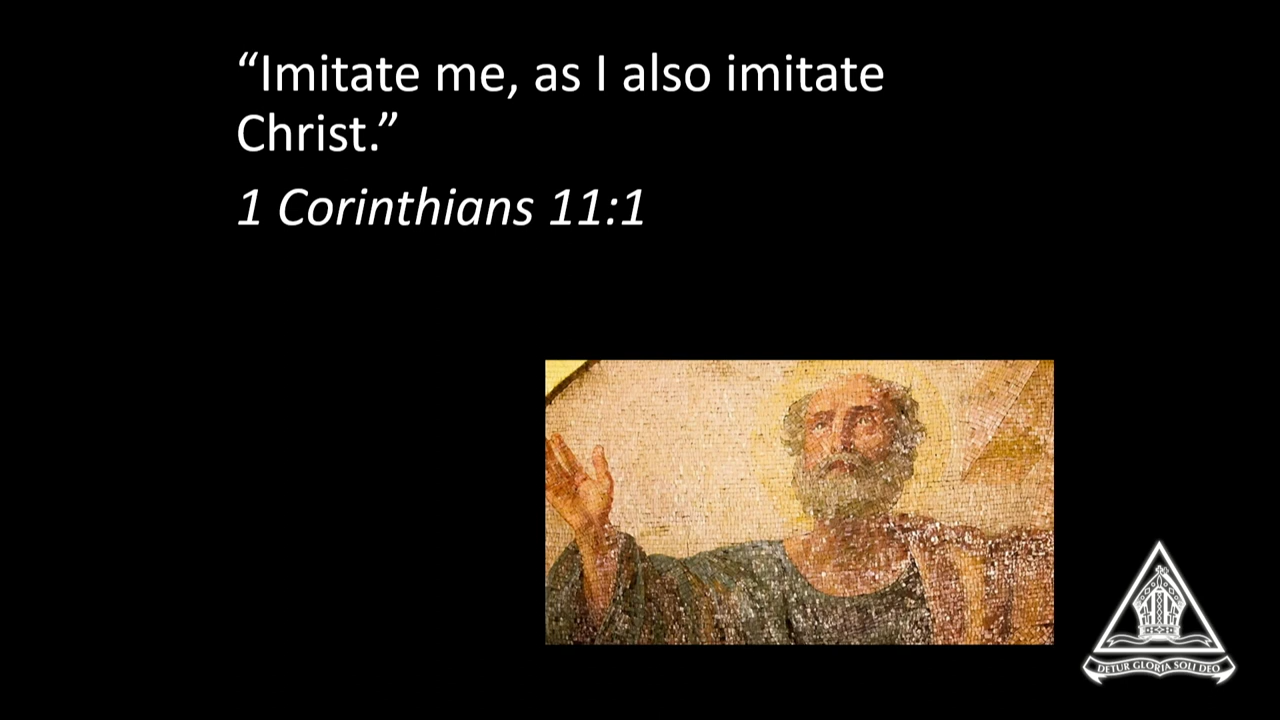 “Imitate me, as I also imitate
Christ.”
1 Corinthians 11:1
DETUR GLORIA SOLI DEO